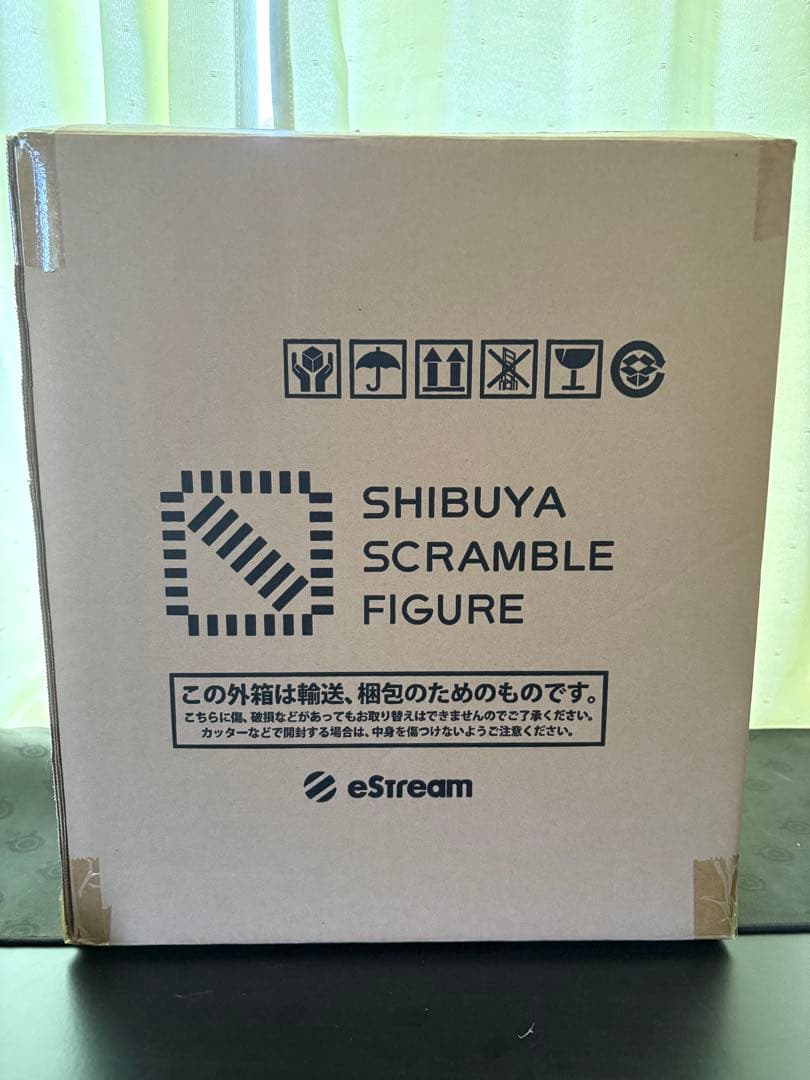 SHIBUYA
SCRAMBLE
FIGURE
この外箱は輸送、梱包のためのものです。
こちらに傷、破損などがあってもお取り替えはできませんのでご了承ください。
カッターなどで開封する場合は、中身を傷つけないようご注意ください。
eStream